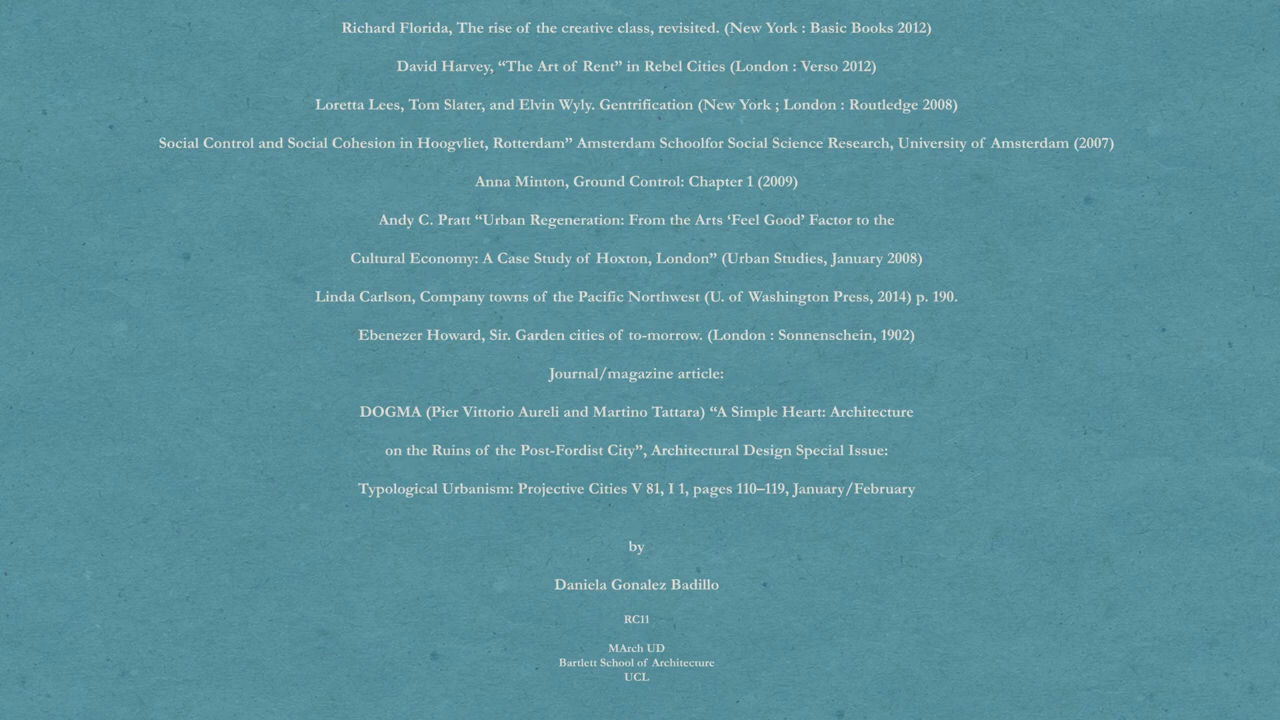 Richard Florida, The rise of the creative class, revisited. (New York : Basic Books 2012)
David Harvey, “The Art of Rent” in Rebel Cities (London : Verso 2012)
Loretta Lees, Tom Slater, and Elvin Wyly. Gentrification (New York ; London : Routledge 2008)
Social Control and Social Cohesion in Hoogvliet, Rotterdam” Amsterdam Schoolfor Social Science Research, University of Amsterdam (2007)
Anna Minton, Ground Control: Chapter 1 (2009)
Andy C. Pratt “Urban Regeneration: From the Arts ‘Feel Good’ Factor to the
Cultural Economy: A Case Study of Hoxton, London” (Urban Studies, January 2008)
Linda Carlson, Company towns of the Pacific Northwest (U. of Washington Press, 2014) p. 190.
Ebenezer Howard, Sir. Garden cities of to-morrow. (London : Sonnenschein, 1902)
Journal/magazine article:
DOGMA (Pier Vittorio Aureli and Martino Tattara) “A Simple Heart: Architecture
on the Ruins of the Post-Fordist City”, Architectural Design Special Issue:
Typological Urbanism: Projective Cities V 81, I 1, pages 110–119, January/February
by
Daniela Gonalez Badillo
RC11
MArch UD
Bartlett School of Architecture
UCL